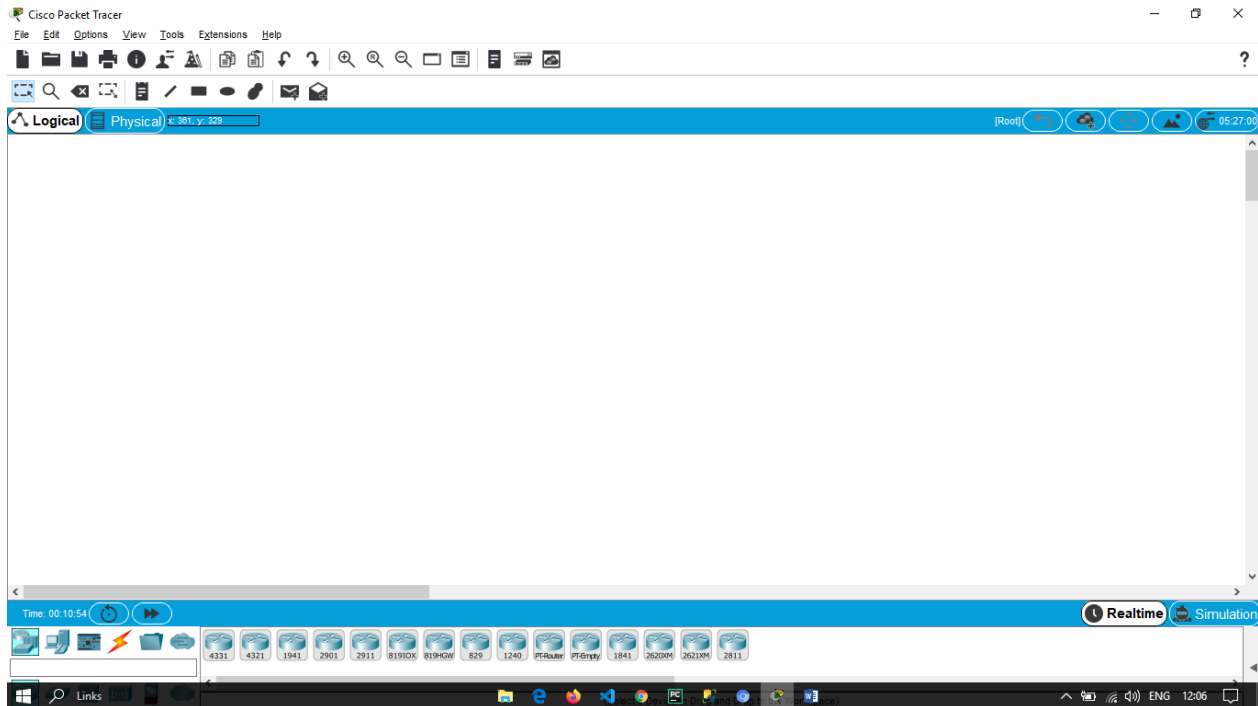 Cisco Packet Tracer
File Edit Options View Tools Extensions Help
?
Logical Physical x: 361, y: 329 [Root] 05:27:00
Time: 00:10:54 Realtime Simulation
4331 4321 1941 2901 2911 819IOX 819HGW 829 1240 PT-Router PT-Empty 1841 2620XM 2621XM 2811
Links ENG 12:06